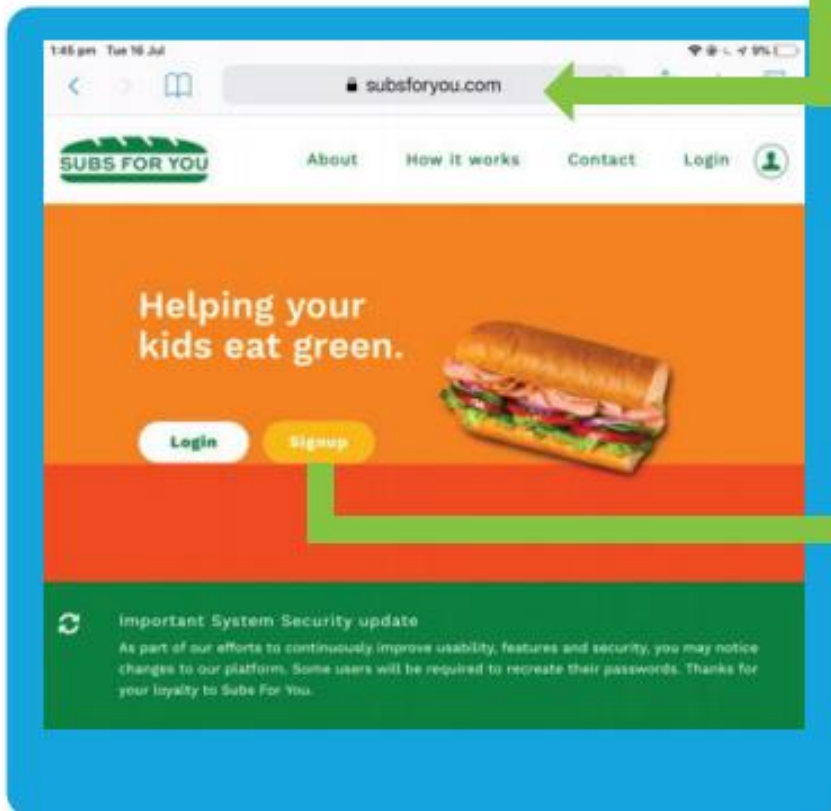 1:45 pm Tue 16 Jul
9%
subsforyou.com
SUBS FOR YOU
About
How it works
Contact
Login
Helping your
kids eat green.
Login
Signup
Important System Security update
As part of our efforts to continuously improve usability, features and security, you may notice
changes to our platform. Some users will be required to recreate their passwords. Thanks for
your loyalty to Subs For You.